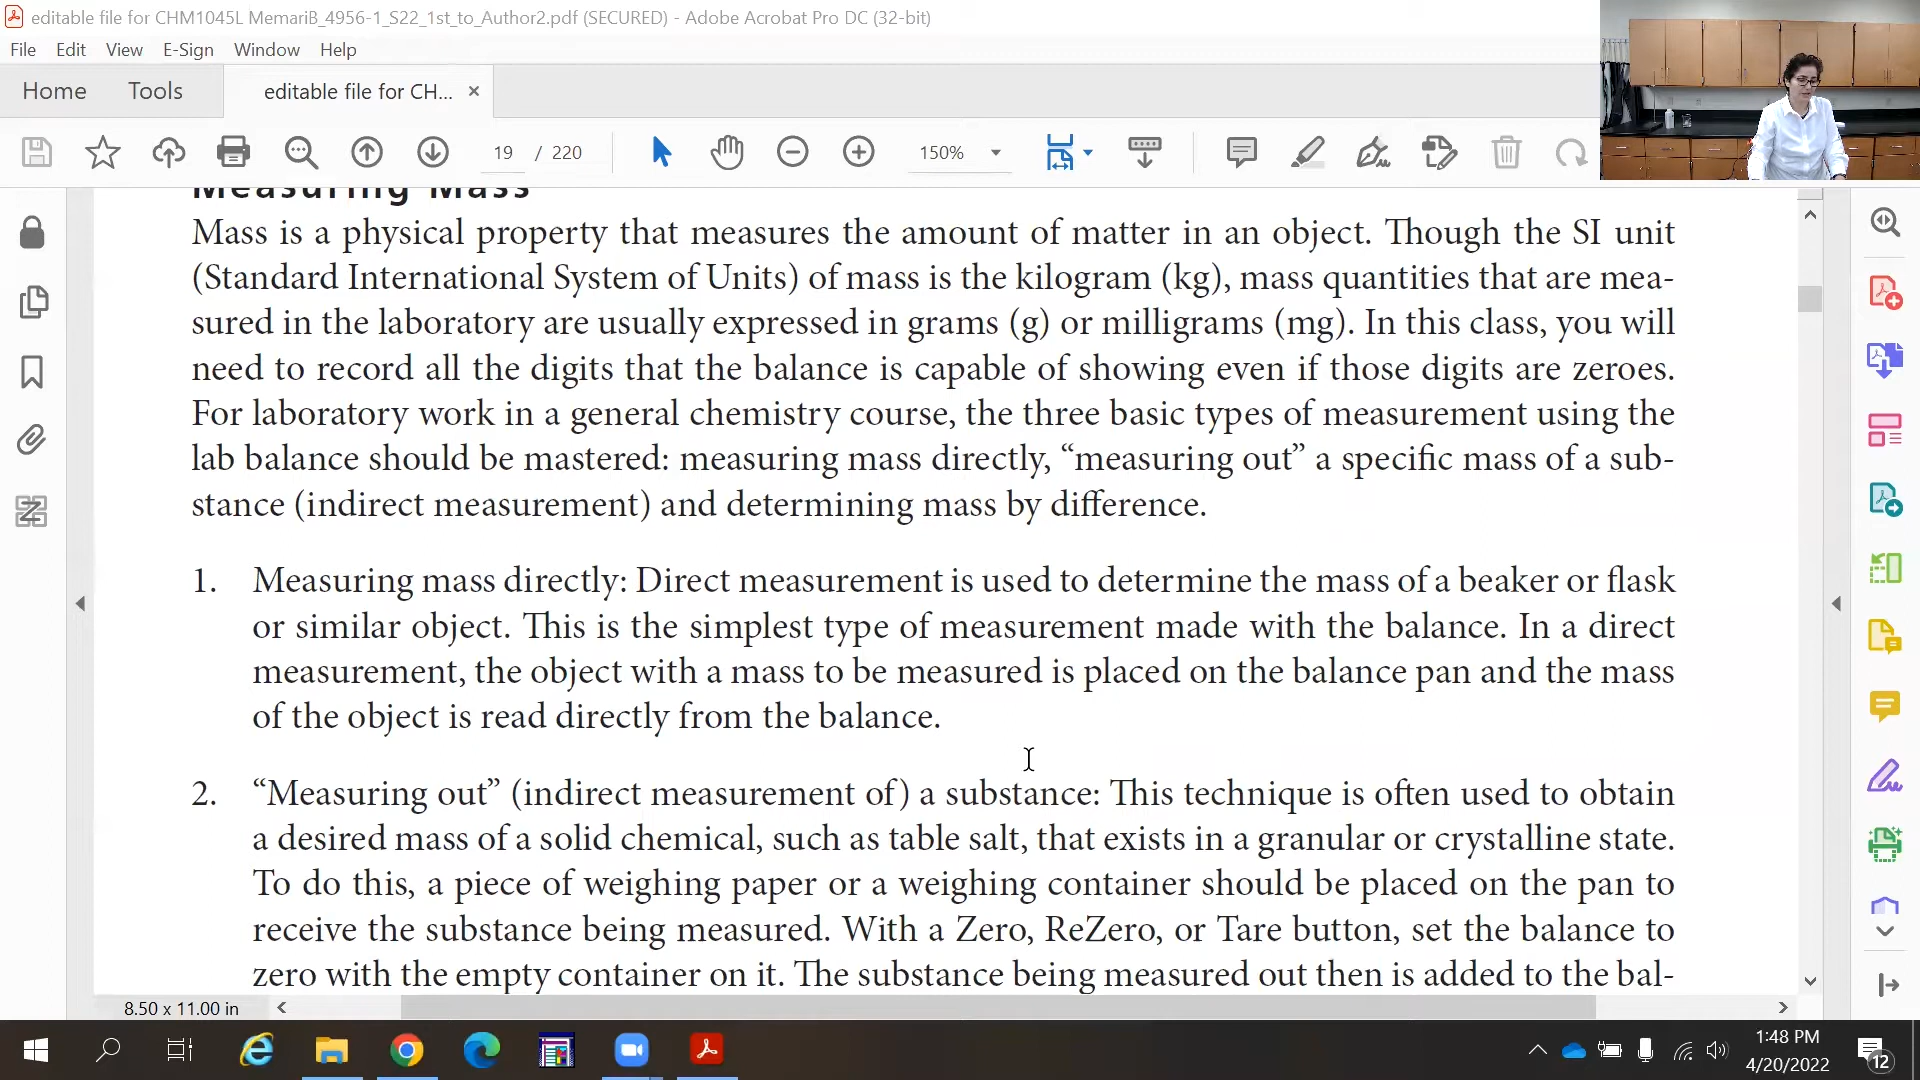 editable file for CHM1045L MemariB_4956-1_S22_1st_to_Author2.pdf (SECURED) - Adobe Acrobat Pro DC (32-bit)
File Edit View E-Sign Window Help
Home Tools editable file for CH... ×
19 / 220 150%
Measuring Mass
Mass is a physical property that measures the amount of matter in an object. Though the SI unit
(Standard International System of Units) of mass is the kilogram (kg), mass quantities that are mea-
sured in the laboratory are usually expressed in grams (g) or milligrams (mg). In this class, you will
need to record all the digits that the balance is capable of showing even if those digits are zeroes.
For laboratory work in a general chemistry course, the three basic types of measurement using the
lab balance should be mastered: measuring mass directly, “measuring out” a specific mass of a sub-
stance (indirect measurement) and determining mass by difference.
1. Measuring mass directly: Direct measurement is used to determine the mass of a beaker or flask
or similar object. This is the simplest type of measurement made with the balance. In a direct
measurement, the object with a mass to be measured is placed on the balance pan and the mass
of the object is read directly from the balance.
2. “Measuring out” (indirect measurement of) a substance: This technique is often used to obtain
a desired mass of a solid chemical, such as table salt, that exists in a granular or crystalline state.
To do this, a piece of weighing paper or a weighing container should be placed on the pan to
receive the substance being measured. With a Zero, ReZero, or Tare button, set the balance to
zero with the empty container on it. The substance being measured out then is added to the bal-
8.50 x 11.00 in
1:48 PM
4/20/2022
12